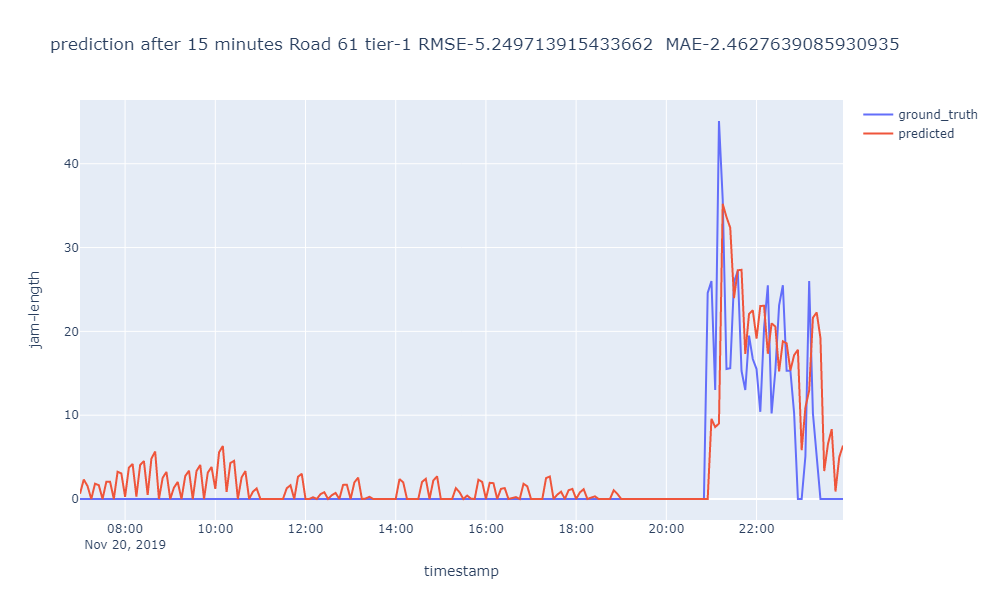 prediction after 15 minutes Road 61 tier-1 RMSE-5.249713915433662  MAE-2.4627639085930935
ground_truth
predicted
40
30
20
10
0
jam-length
08:00 10:00 12:00 14:00 16:00 18:00 20:00 22:00
Nov 20, 2019
timestamp